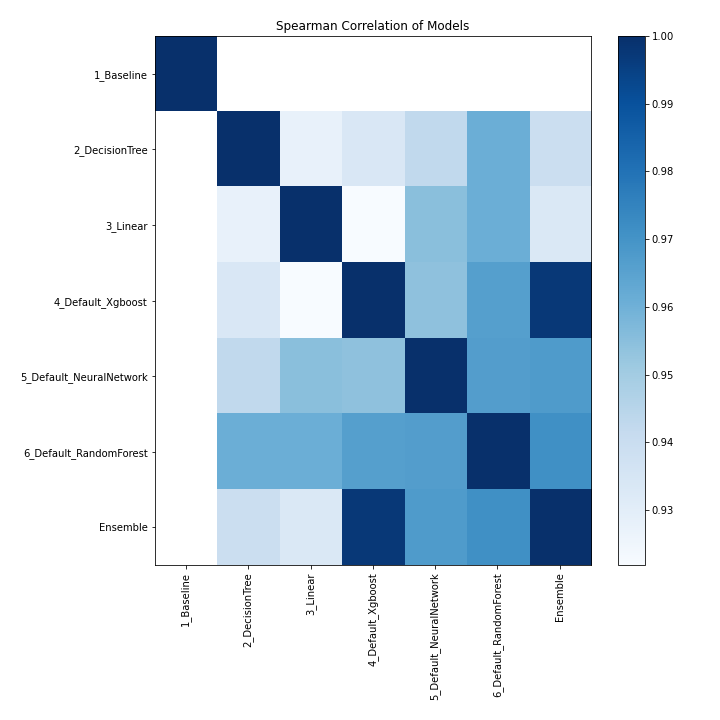 Spearman Correlation of Models
1_Baseline
2_DecisionTree
3_Linear
4_Default_Xgboost
5_Default_NeuralNetwork
6_Default_RandomForest
Ensemble
1_Baseline
2_DecisionTree
3_Linear
4_Default_Xgboost
5_Default_NeuralNetwork
6_Default_RandomForest
Ensemble
1.00
0.99
0.98
0.97
0.96
0.95
0.94
0.93